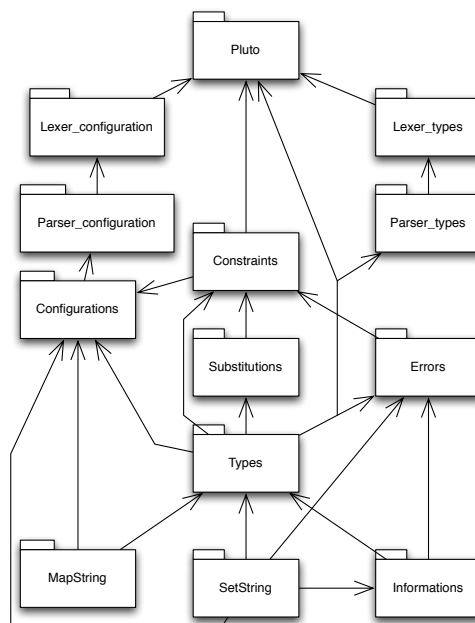 Pluto
Lexer_configuration
Lexer_types
Parser_configuration
Parser_types
Constraints
Configurations
Substitutions
Errors
Types
MapString
SetString
Informations